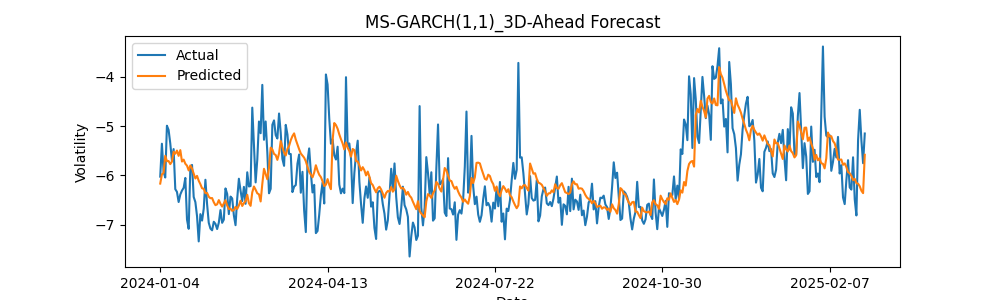 MS-GARCH(1,1)_3D-Ahead Forecast
Actual
Predicted
Volatility
−4
−5
−6
−7
2024-01-04
2024-04-13
2024-07-22
2024-10-30
2025-02-07
Date